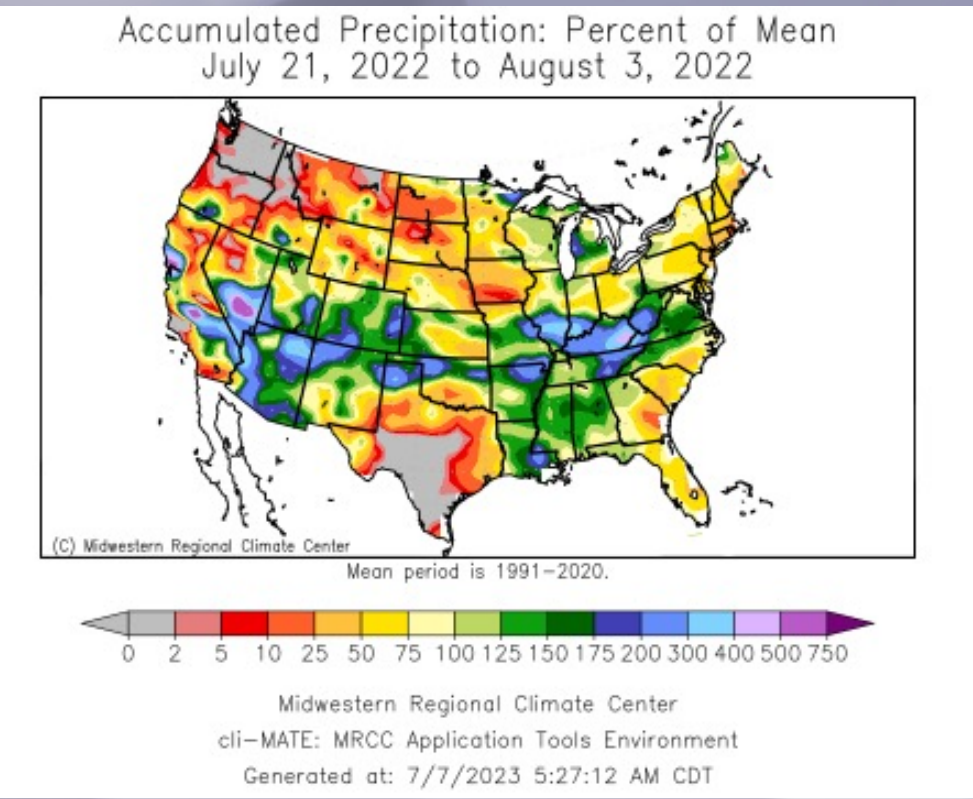 Accumulated Precipitation: Percent of Mean
July 21, 2022 to August 3, 2022
(C) Midwestern Regional Climate Center
Mean period is 1991-2020.
0 2 5 10 25 50 75 100 125 150 175 200 300 400 500 750
Midwestern Regional Climate Center
cli-MATE: MRCC Application Tools Environment
Generated at: 7/7/2023 5:27:12 AM CDT